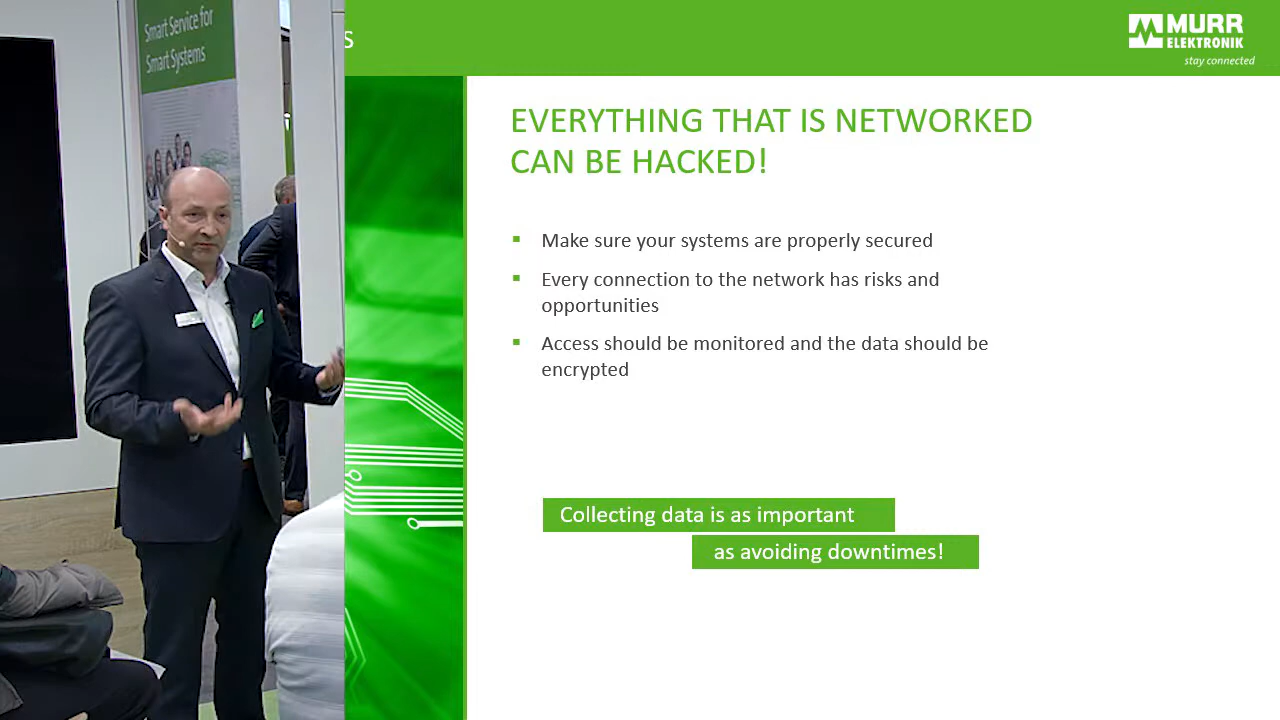 Smart Service for
Smart Systems
S
MURR
ELEKTRONIK
stay connected
EVERYTHING THAT IS NETWORKED
CAN BE HACKED!
Make sure your systems are properly secured
Every connection to the network has risks and
opportunities
Access should be monitored and the data should be
encrypted
Collecting data is as important
as avoiding downtimes!